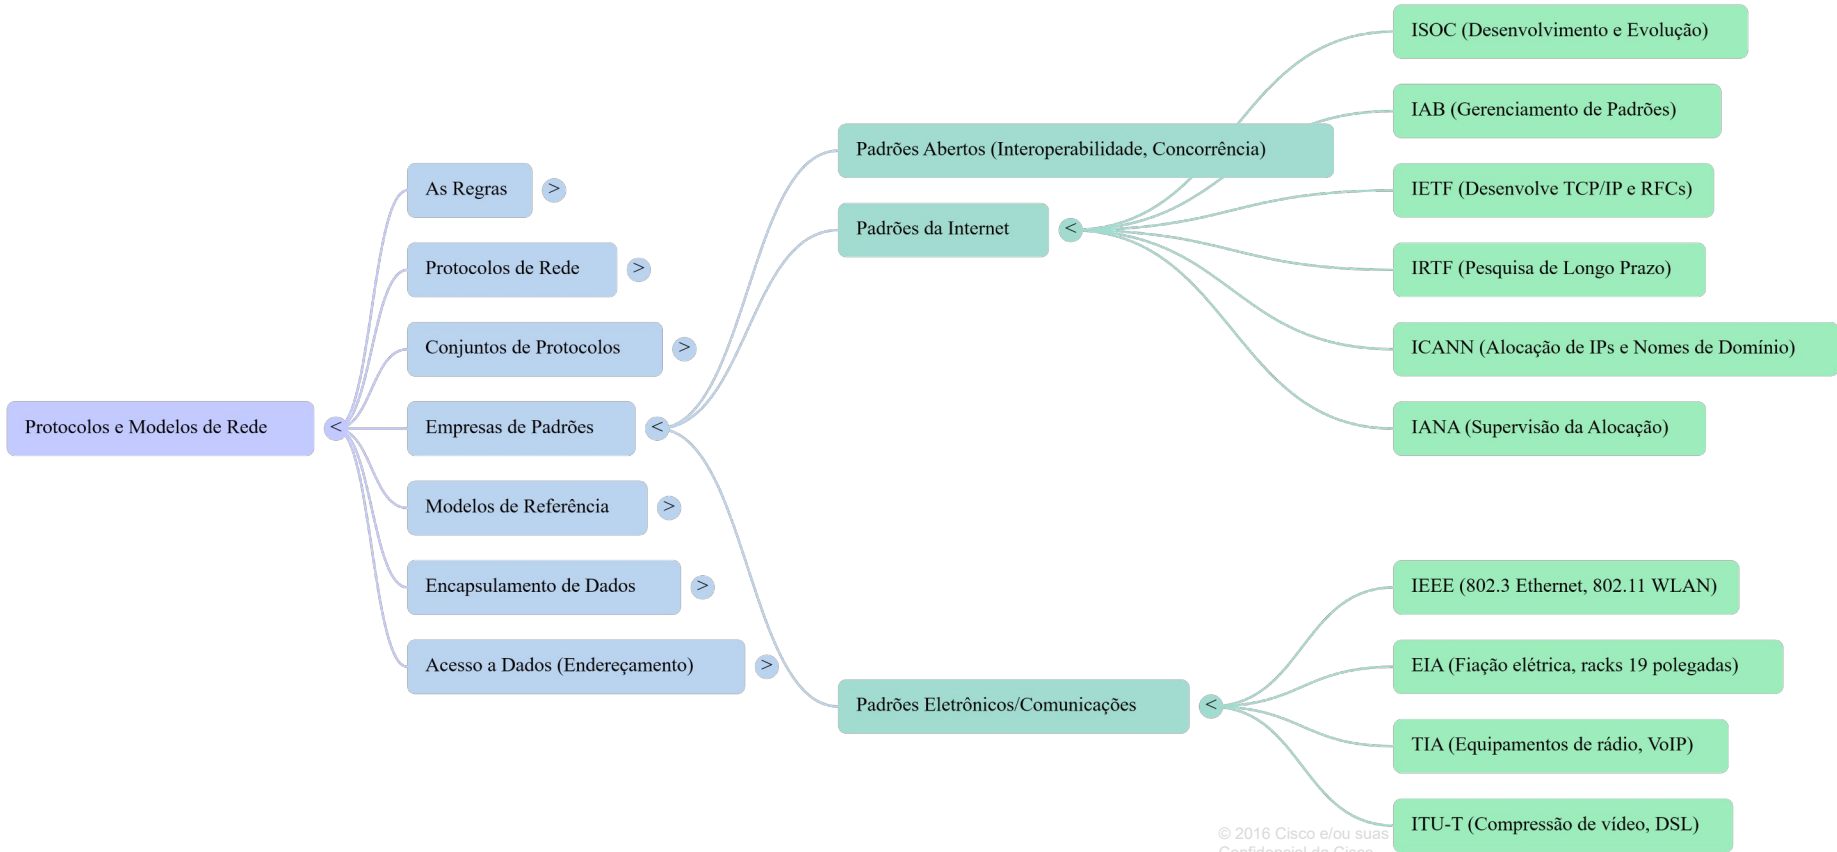 Protocolos e Modelos de Rede
<
As Regras
>
Protocolos de Rede
>
Conjuntos de Protocolos
>
Empresas de Padrões
<
Modelos de Referência
>
Encapsulamento de Dados
>
Acesso a Dados (Endereçamento)
>
Padrões Abertos (Interoperabilidade, Concorrência)
Padrões da Internet
<
ISOC (Desenvolvimento e Evolução)
IAB (Gerenciamento de Padrões)
IETF (Desenvolve TCP/IP e RFCs)
IRTF (Pesquisa de Longo Prazo)
ICANN (Alocação de IPs e Nomes de Domínio)
IANA (Supervisão da Alocação)
Padrões Eletrônicos/Comunicações
<
IEEE (802.3 Ethernet, 802.11 WLAN)
EIA (Fiação elétrica, racks 19 polegadas)
TIA (Equipamentos de rádio, VoIP)
ITU-T (Compressão de vídeo, DSL)
© 2016 Cisco e/ou suas
Confidencial da Cisco